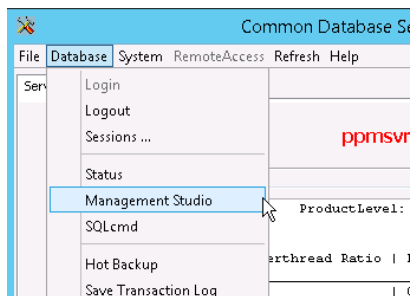 Common Database Se
File Database System RemoteAccess Refresh Help
Serv
Login
Logout
Sessions ...
ppmsvr
Status
Management Studio
ProductLevel:
SQLcmd
Hot Backup
erthread Ratio |
Save Transaction Log